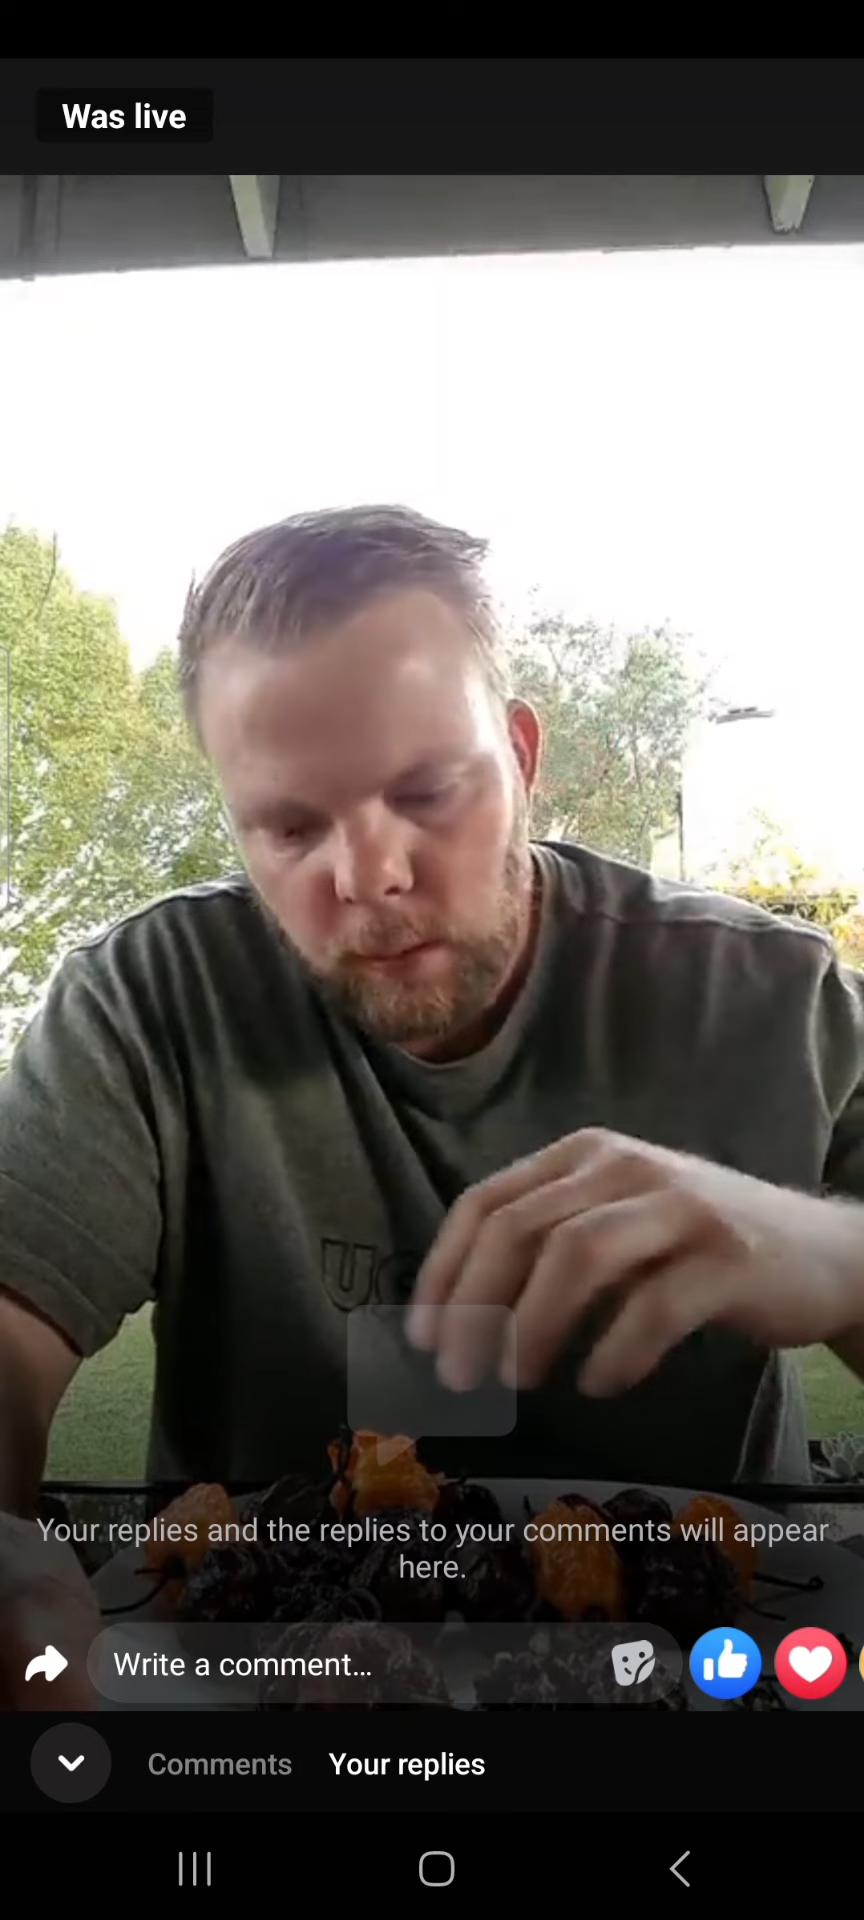 Was live
Your replies and the replies to your comments will appear
here.
Write a comment...
Comments
Your replies